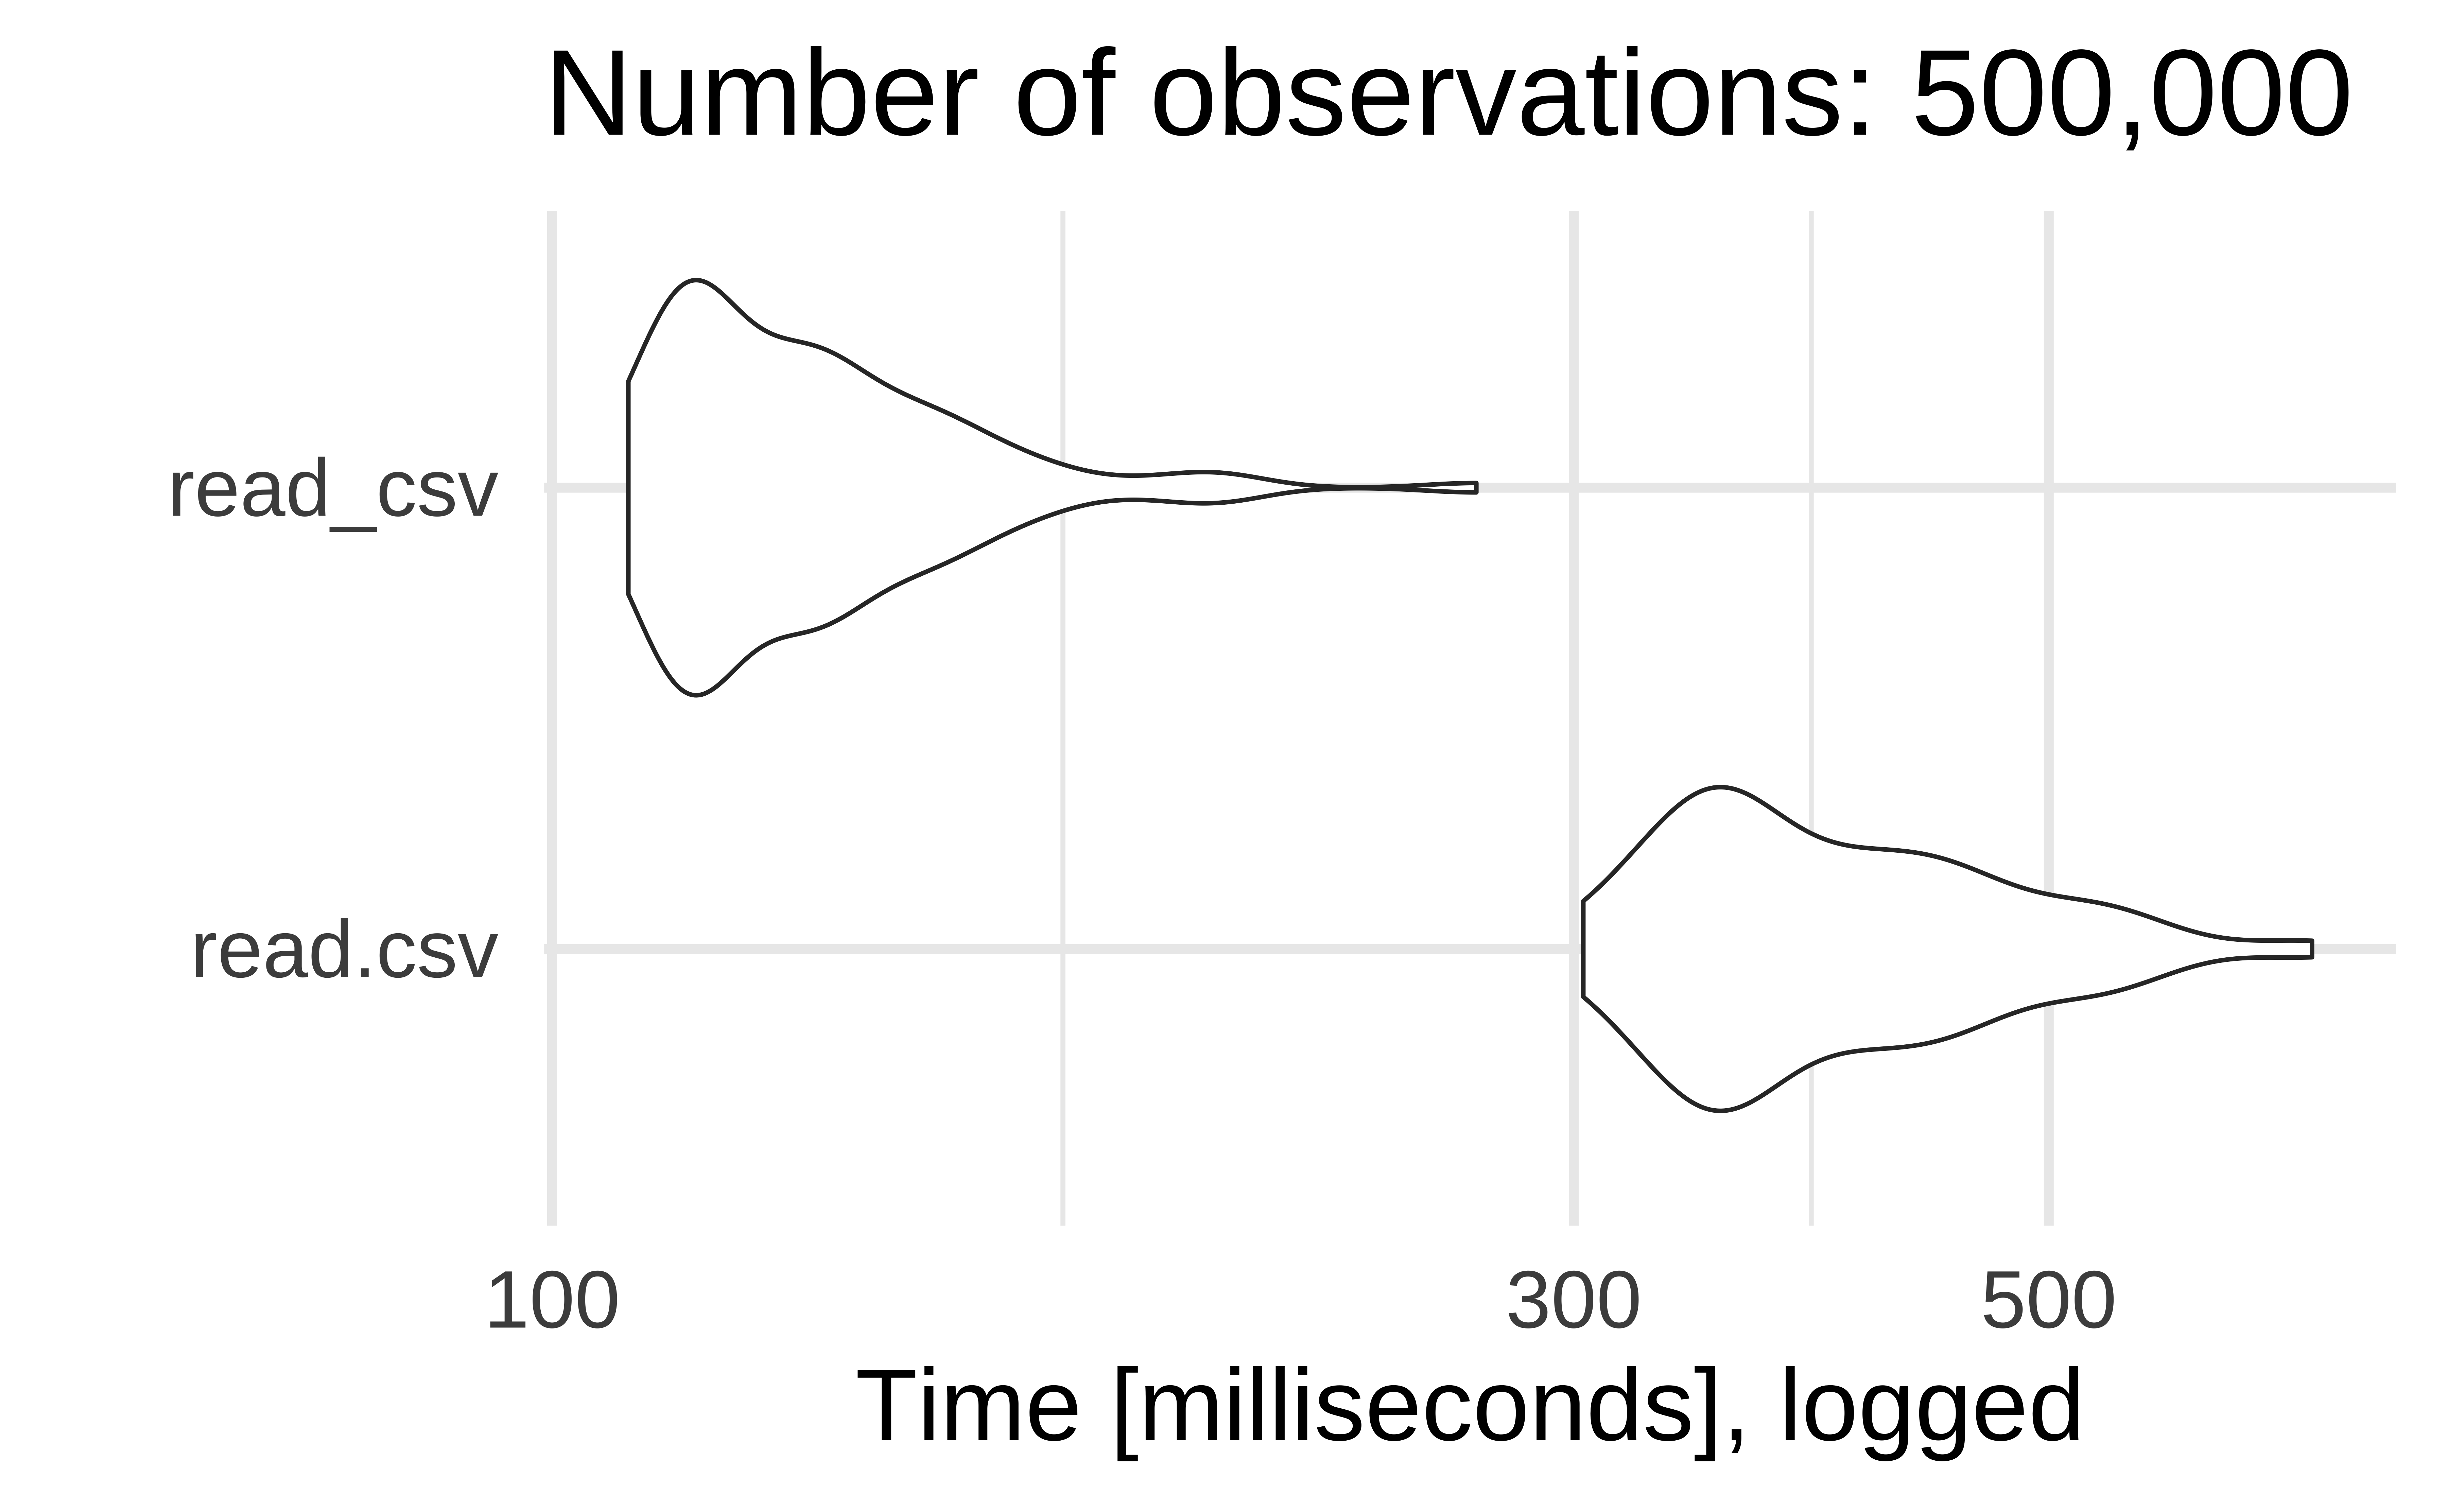 Number of observations: 500,000
read_csv
read.csv
100 300 500
Time [milliseconds], logged